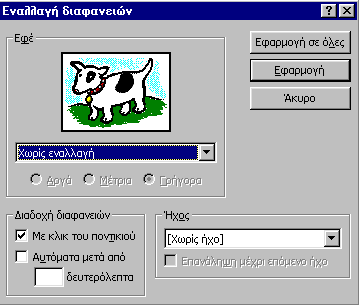 Εναλλαγή διαφανειών
Εφέ
Εφαρμογή σε όλες
Εφαρμογή
Άκυρο
Χωρίς εναλλαγή
Αργά Μέτρια Γρήγορα
Διαδοχή διαφανειών
Με κλικ του ποντικιού
Αυτόματα μετά από
δευτερόλεπτα
Ήχος
[Χωρίς ήχο]
Επανάληψη μέχρι επόμενο ήχο